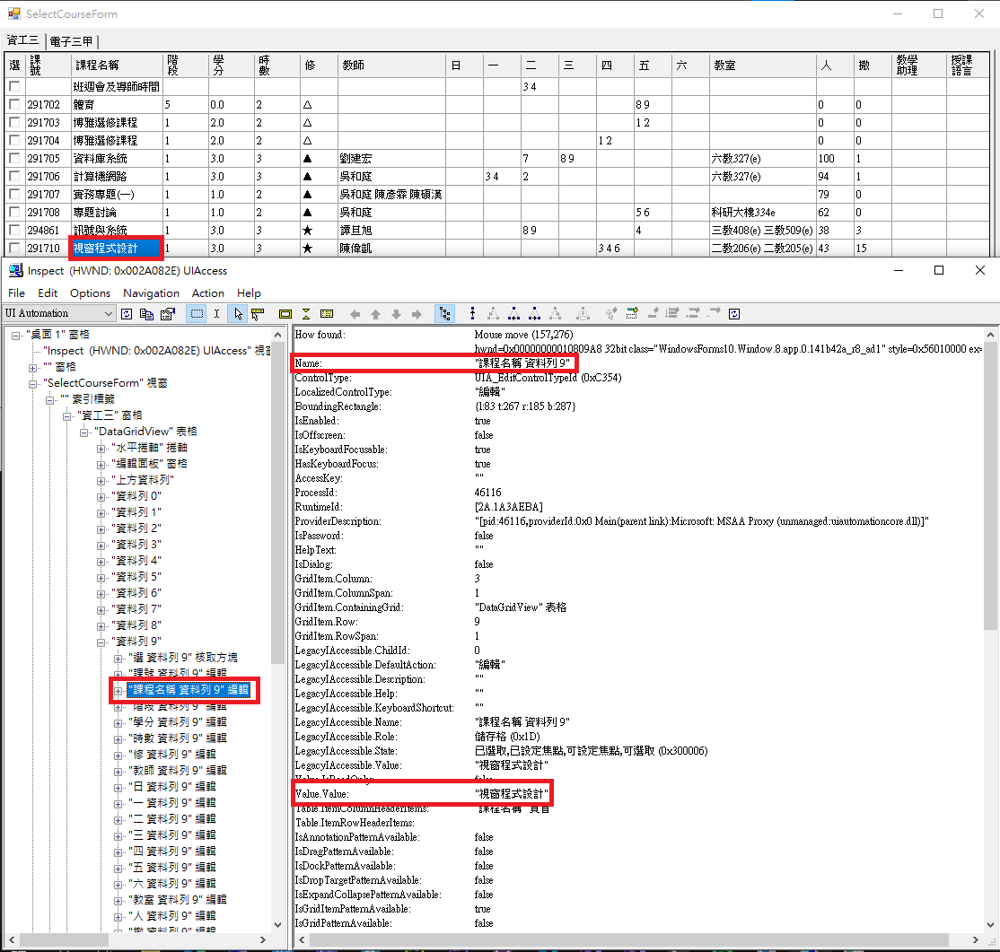 SelectCourseForm
資工三 電子三甲
選 課號 課程名稱 階段 學分 時數 修 教師 日 一 二 三 四 五 六 教室 人 撤 教學助理 授課語言
班週會及導師時間 3 4
291702 體育 5 0.0 2 △ 8 9 0 0
291703 博雅選修課程 1 2.0 2 △ 1 2 0 0
291704 博雅選修課程 1 2.0 2 △ 1 2 0 0
291705 資料庫系統 1 3.0 3 ▲ 劉建宏 7 8 9 六教327(e) 100 1
291706 計算機網路 1 3.0 3 ▲ 吳和庭 3 4 2 六教327(e) 94 1
291707 實務專題(一) 1 1.0 2 ▲ 吳和庭 陳彥霖 陳碩漢 79 0
291708 專題討論 1 1.0 2 ▲ 吳和庭 5 6 科研大樓334e 62 0
294861 訊號與系統 1 3.0 3 ★ 譚旦旭 8 9 4 三教408(e) 三教509(e) 38 3
291710 視窗程式設計 1 3.0 3 ★ 陳偉凱 3 4 6 二教206(e) 二教205(e) 43 15
Inspect (HWND: 0x002A082E) UIAccess
File Edit Options Navigation Action Help
UI Automation
"桌面 1" 窗格
"Inspect (HWND: 0x002A082E) UIAccess" 視窗
"" 窗格
"SelectCourseForm" 視窗
"" 索引標籤
"資工三" 窗格
"DataGridView" 表格
"水平捲軸" 捲軸
"編輯面板" 窗格
"上方資料列"
"資料列 0"
"資料列 1"
"資料列 2"
"資料列 3"
"資料列 4"
"資料列 5"
"資料列 6"
"資料列 7"
"資料列 8"
"資料列 9"
"選 資料列 9" 核取方塊
"課號 資料列 9" 編輯
"課程名稱 資料列 9" 編輯
"階段 資料列 9" 編輯
"學分 資料列 9" 編輯
"時數 資料列 9" 編輯
"修 資料列 9" 編輯
"教師 資料列 9" 編輯
"日 資料列 9" 編輯
"一 資料列 9" 編輯
"二 資料列 9" 編輯
"三 資料列 9" 編輯
"四 資料列 9" 編輯
"五 資料列 9" 編輯
"六 資料列 9" 編輯
"教室 資料列 9" 編輯
"人 資料列 9" 編輯
"撤 資料列 9" 編輯
How found: Mouse move (157,276)
hwnd=0x00000000010809A8 32bit class="WindowsForms10.Window.8.app.0.141b42a_r8_ad1" style=0x56010000 ex=
Name: "課程名稱 資料列 9"
ControlType: UIA_EditControlTypeId (0xC354)
LocalizedControlType: "編輯"
BoundingRectangle: {l:83 t:267 r:185 b:287}
IsEnabled: true
IsOffscreen: false
IsKeyboardFocusable: true
HasKeyboardFocus: true
AccessKey: ""
ProcessId: 46116
RuntimeId: [2A.1A3AEBA]
ProviderDescription: "[pid:46116,providerId:0x0 Main(parent link):Microsoft: MSAA Proxy (unmanaged:uiautomationcore.dll)]"
IsPassword: false
HelpText: ""
IsDialog: false
GridItem.Column: 3
GridItem.ColumnSpan: 1
GridItem.ContainingGrid: "DataGridView" 表格
GridItem.Row: 9
GridItem.RowSpan: 1
LegacyIAccessible.ChildId: 0
LegacyIAccessible.DefaultAction: "編輯"
LegacyIAccessible.Description: ""
LegacyIAccessible.Help: ""
LegacyIAccessible.KeyboardShortcut: ""
LegacyIAccessible.Name: "課程名稱 資料列 9"
LegacyIAccessible.Role: 儲存格 (0x1D)
LegacyIAccessible.State: 已選取,已設定焦點,可設定焦點,可選取 (0x300006)
LegacyIAccessible.Value: "視窗程式設計"
Value.IsReadOnly: false
Value.Value: "視窗程式設計"
Table.ItemColumnHeaderItems: "課程名稱" 頁首
Table.ItemRowHeaderItems:
IsAnnotationPatternAvailable: false
IsDragPatternAvailable: false
IsDockPatternAvailable: false
IsDropTargetPatternAvailable: false
IsExpandCollapsePatternAvailable: false
IsGridItemPatternAvailable: true
IsGridPatternAvailable: false